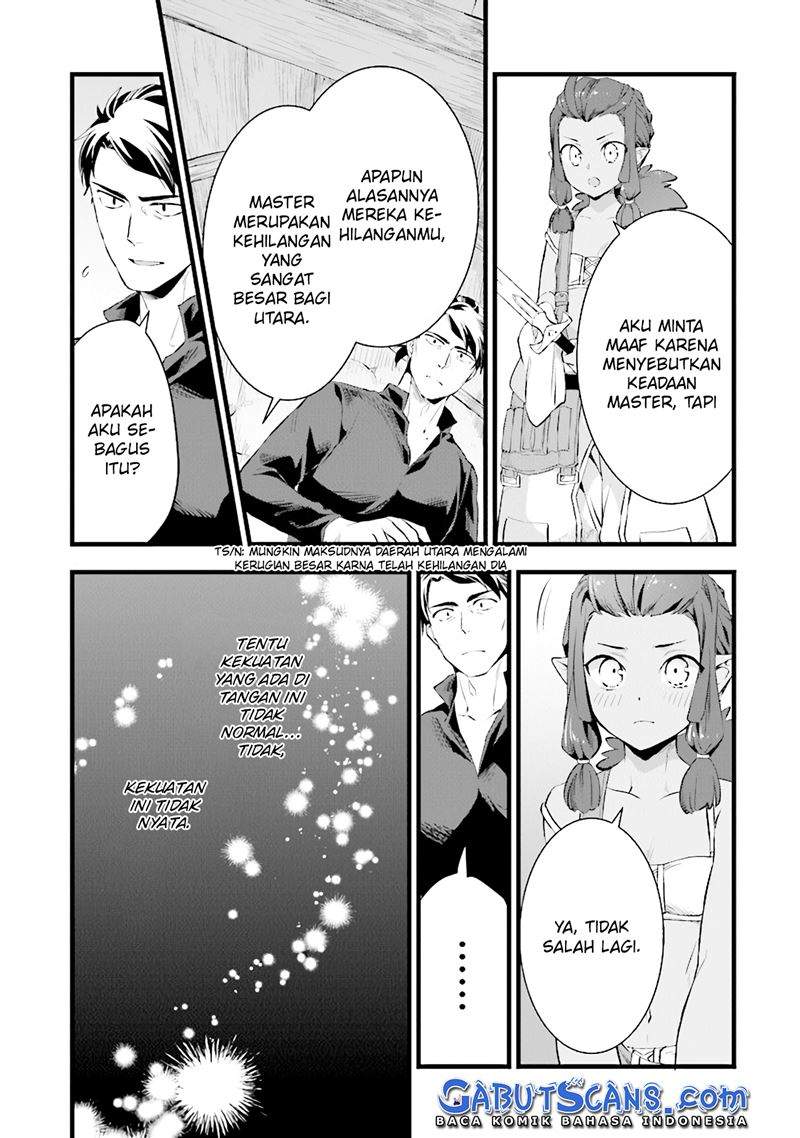 AKU MINTA
MAAF KARENA
MENYEBUTKAN
KEADAAN
MASTER, TAPI
APAPUN
ALASANNYA
MEREKA KE-
HILANGANMU,
MASTER
MERUPAKAN
KEHILANGAN
YANG
SANGAT
BESAR BAGI
UTARA.
APAKAH
AKU SE-
BAGUS
ITU?
TS/N: MUNGKIN MAKSUDNYA DAERAH UTARA MENGALAMI
KERUGIAN BESAR KARNA TELAH KEHILANGAN DIA
YA, TIDAK
SALAH LAGI.
......
TENTU
KEKUATAN
YANG ADA DI
TANGAN INI
TIDAK
NORMAL...
TIDAK,
KEKUATAN
INI TIDAK
NYATA.
GABUTSCANS.COM
BACA KOMIK BAHASA INDONESIA